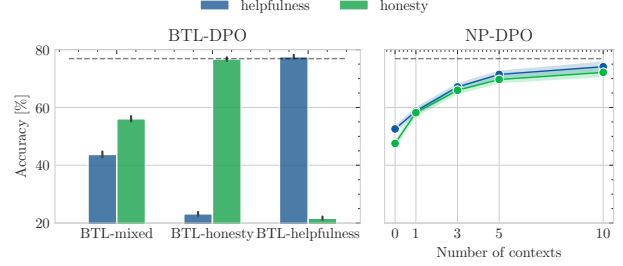 helpfulness honesty
BTL-DPO NP-DPO
Accuracy [%]
80
60
40
20
BTL-mixed BTL-honesty BTL-helpfulness
0 1 3 5 10
Number of contexts